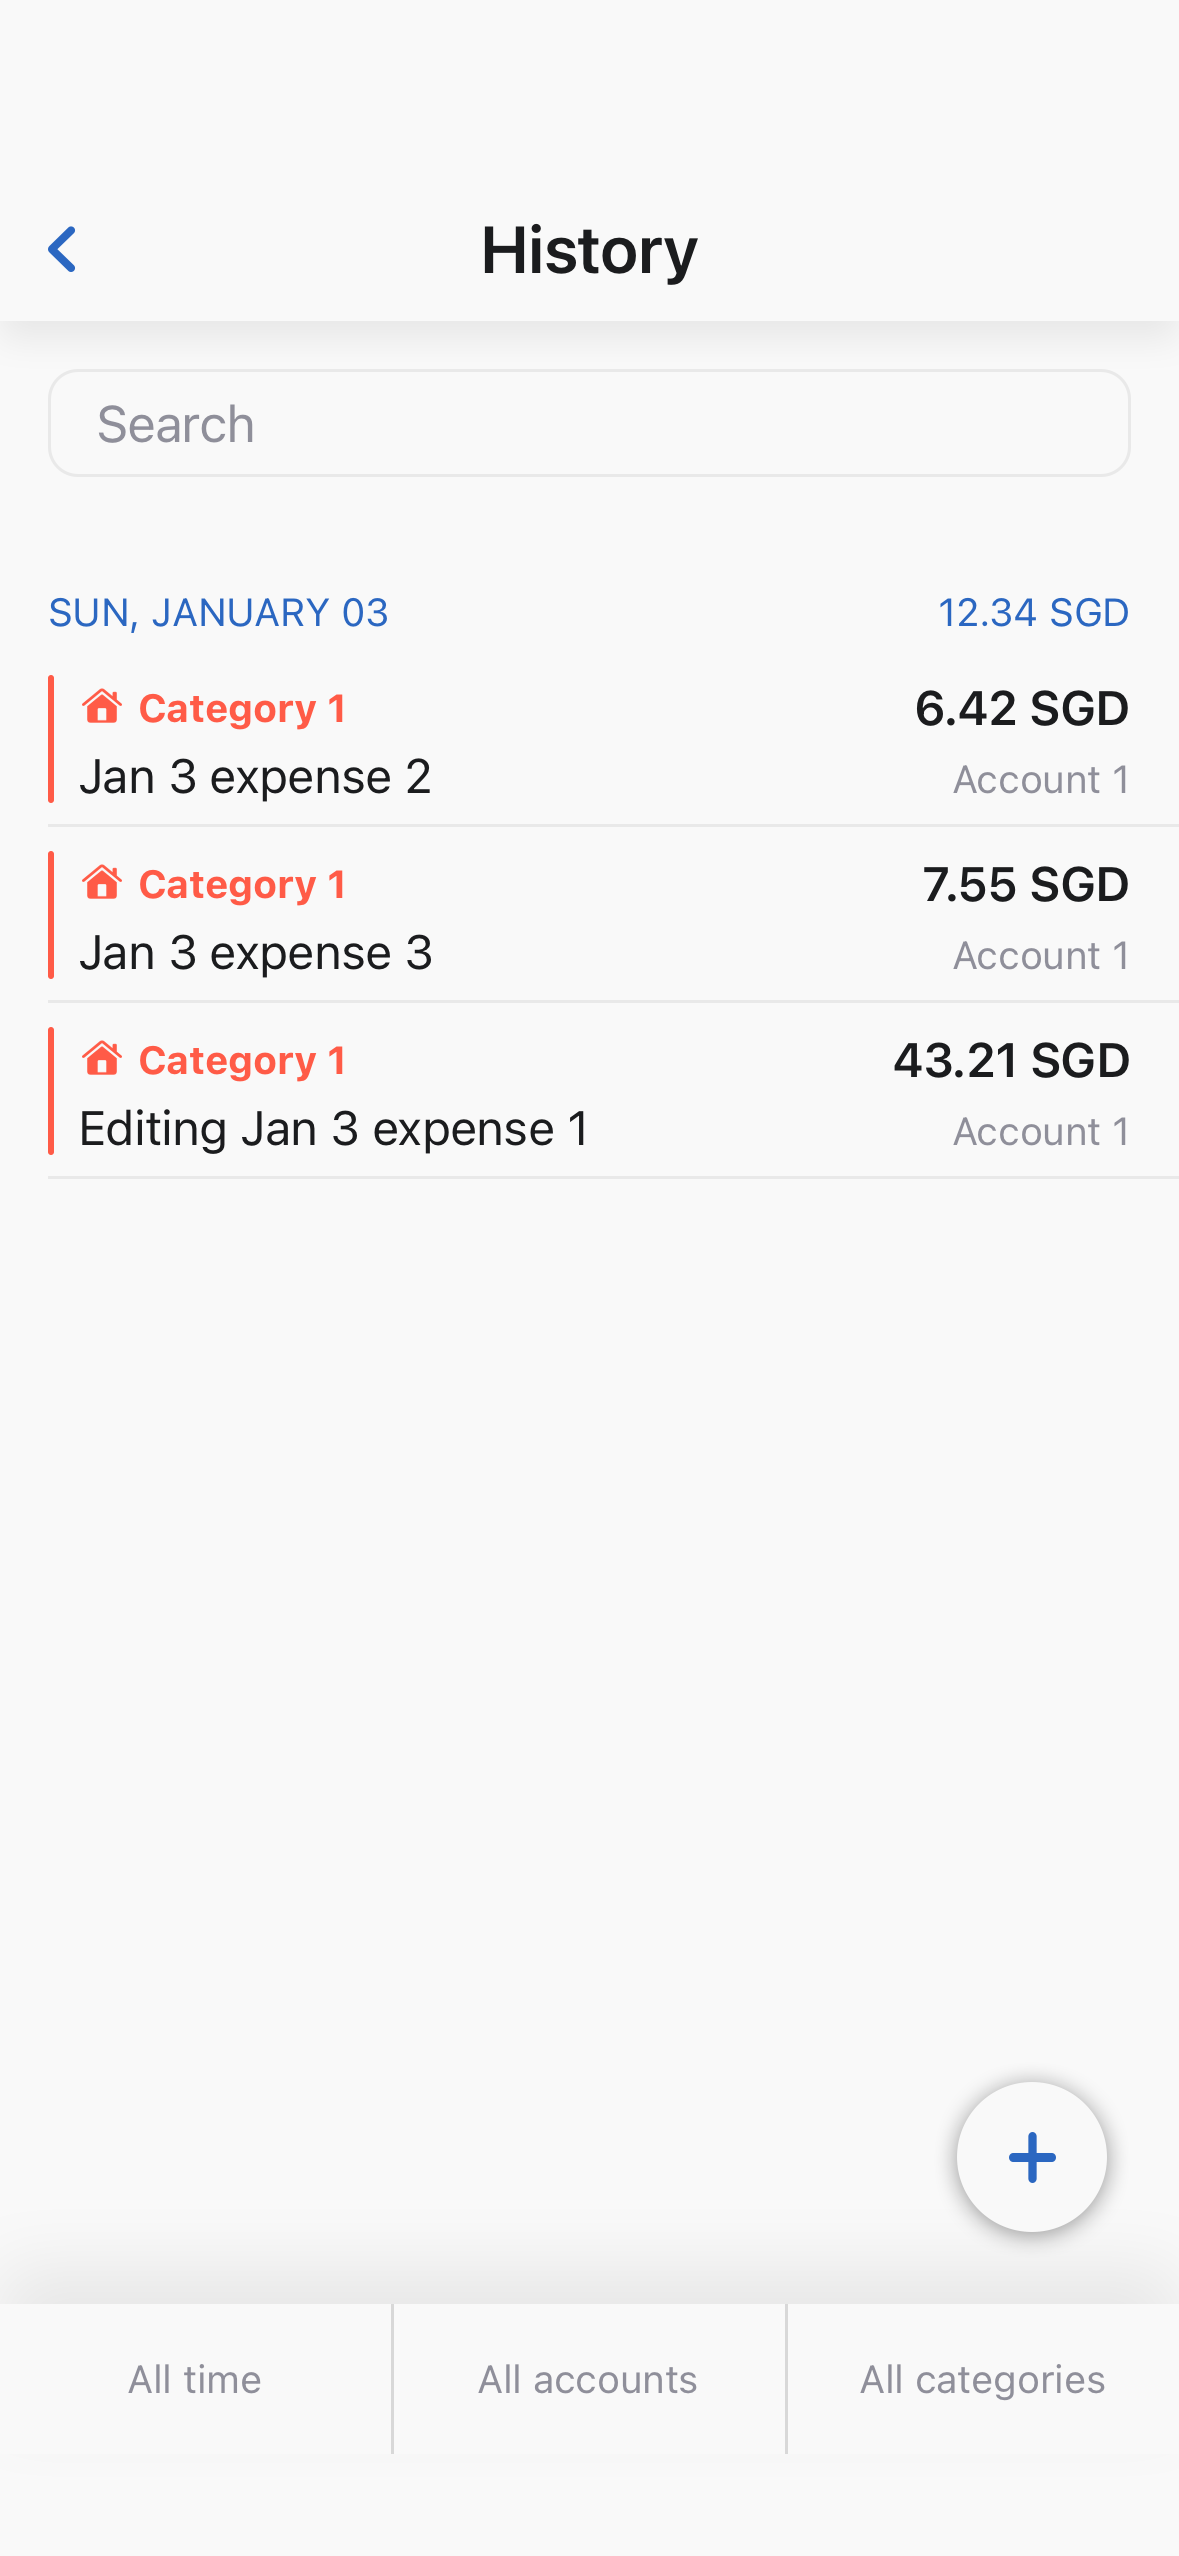 History
Search
SUN, JANUARY 03 12.34 SGD
Category 1 6.42 SGD
Jan 3 expense 2 Account 1
Category 1 7.55 SGD
Jan 3 expense 3 Account 1
Category 1 43.21 SGD
Editing Jan 3 expense 1 Account 1
All time All accounts All categories